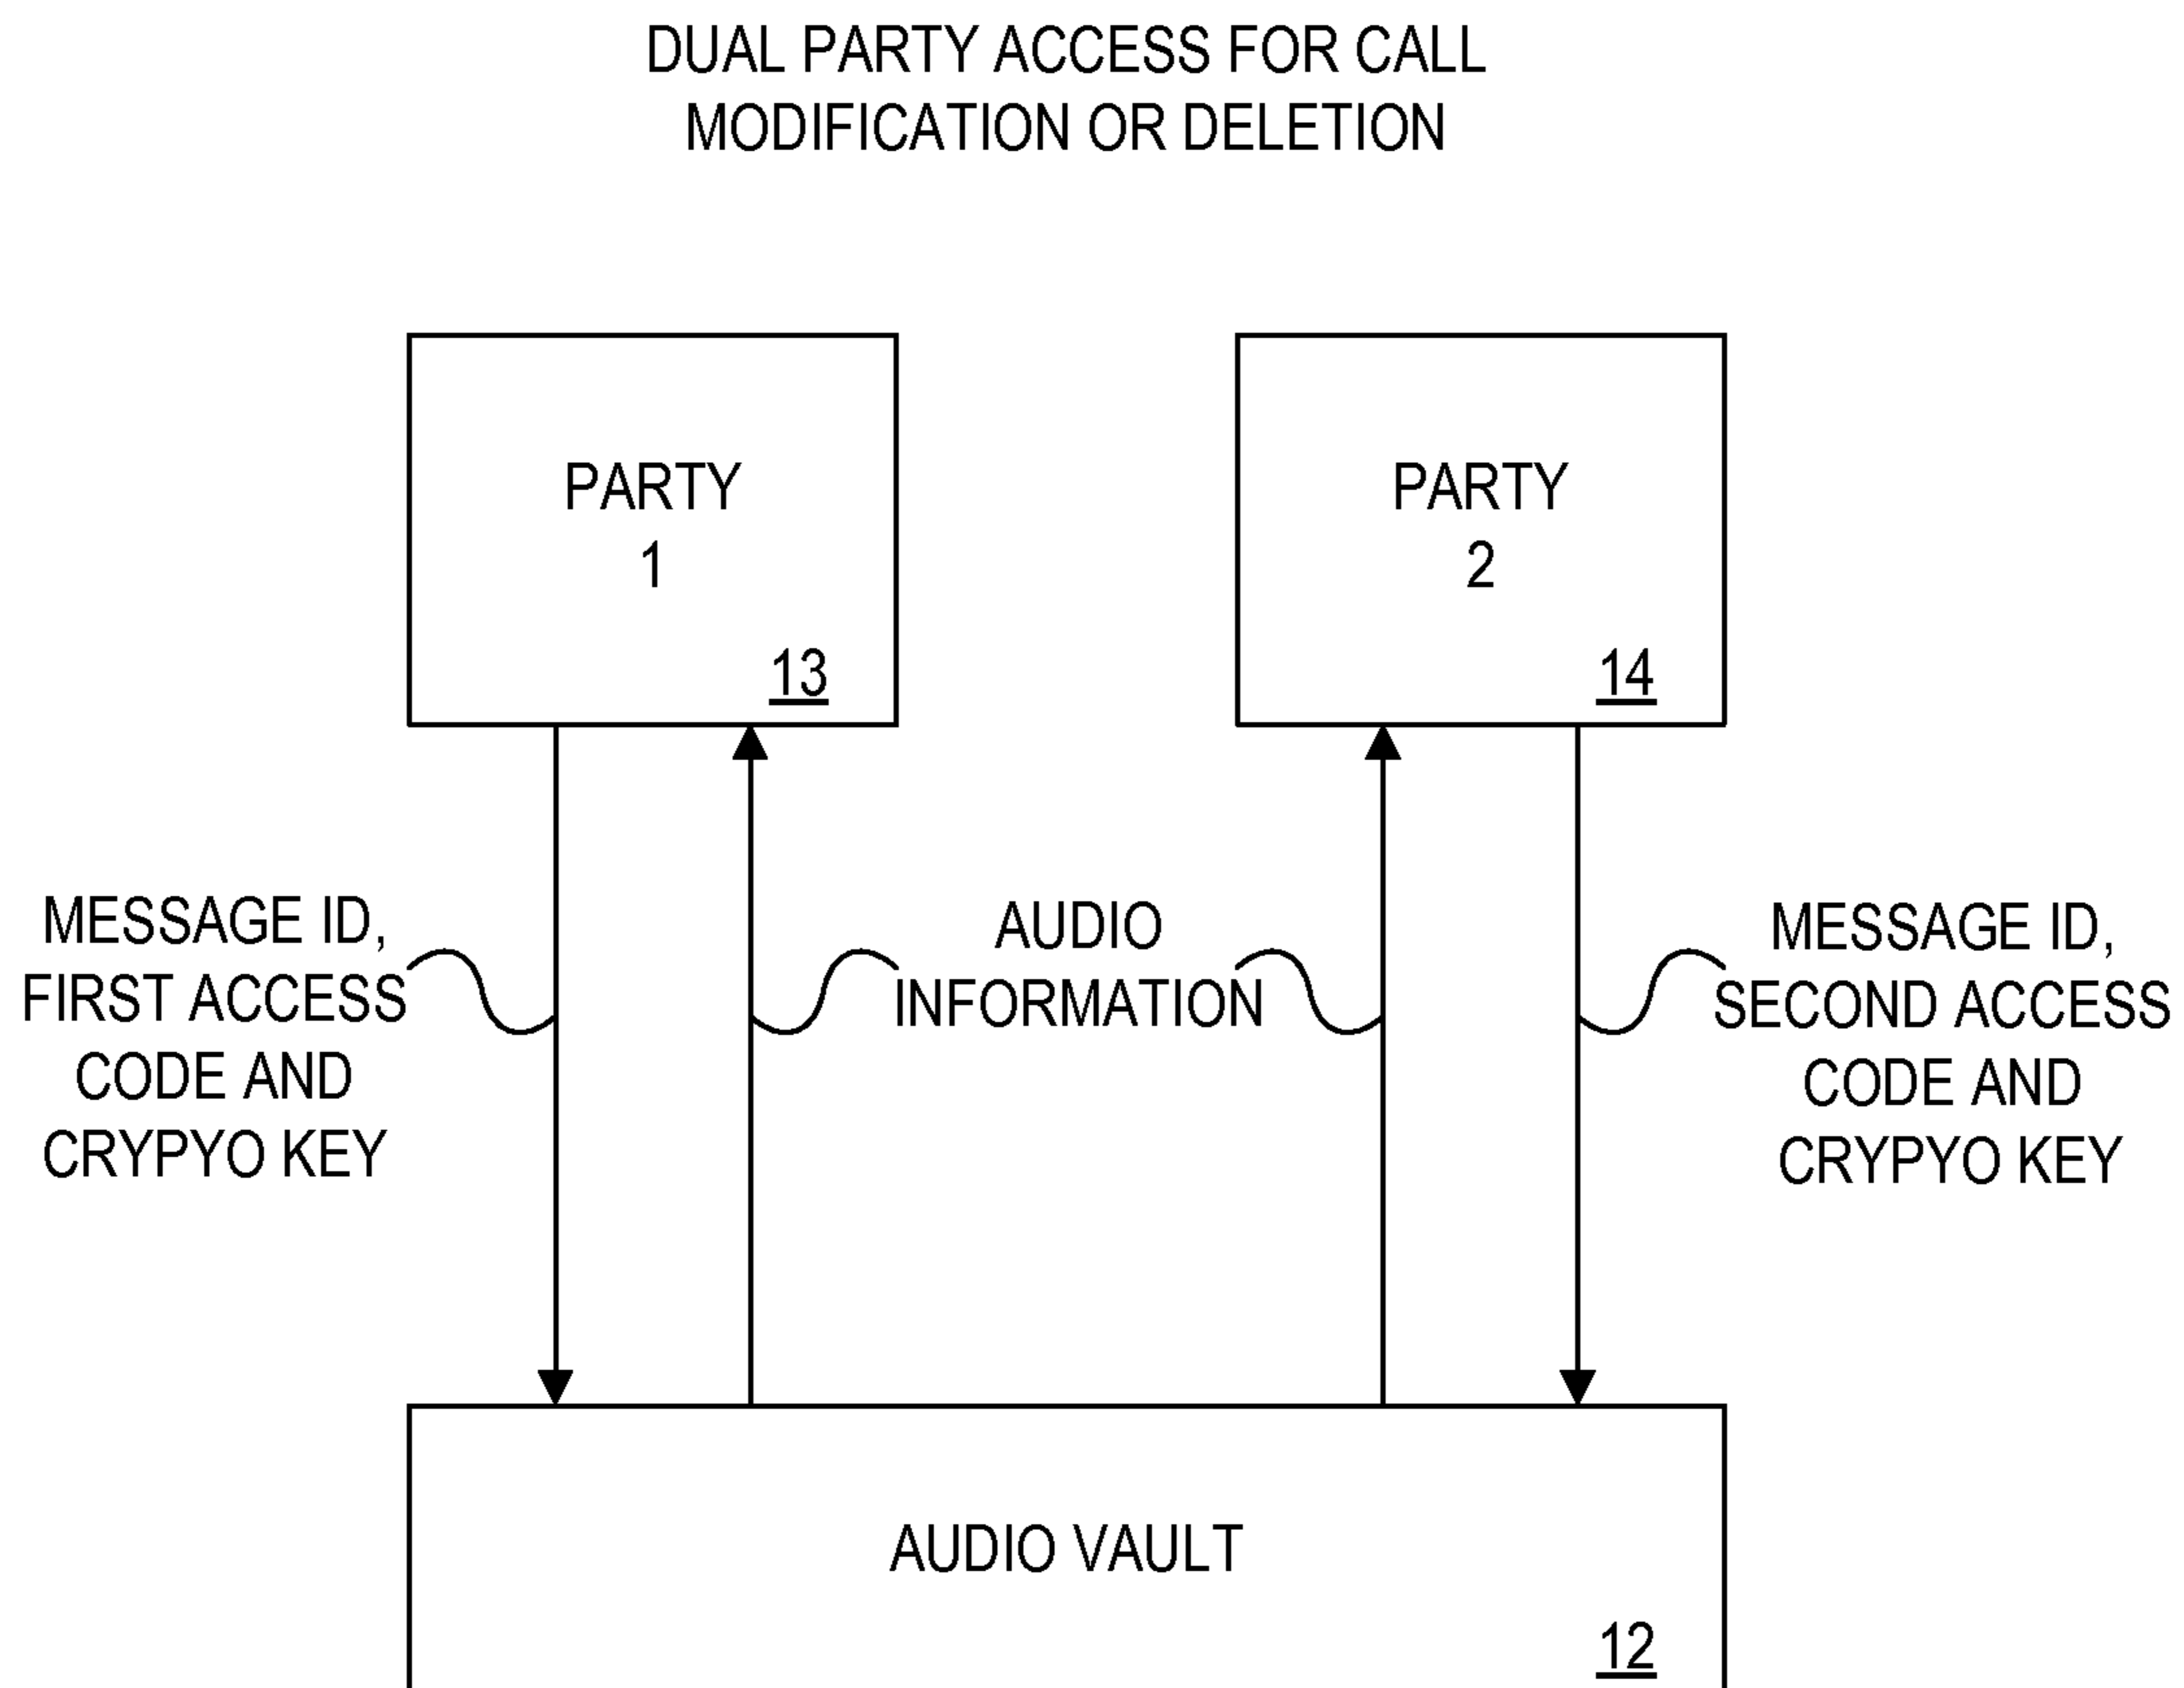 DUAL PARTY ACCESS FOR CALL
MODIFICATION OR DELETION
PARTY
1
13
PARTY
2
14
MESSAGE ID,
FIRST ACCESS
CODE AND
CRYPYO KEY
AUDIO
INFORMATION
MESSAGE ID,
SECOND ACCESS
CODE AND
CRYPYO KEY
AUDIO VAULT
12